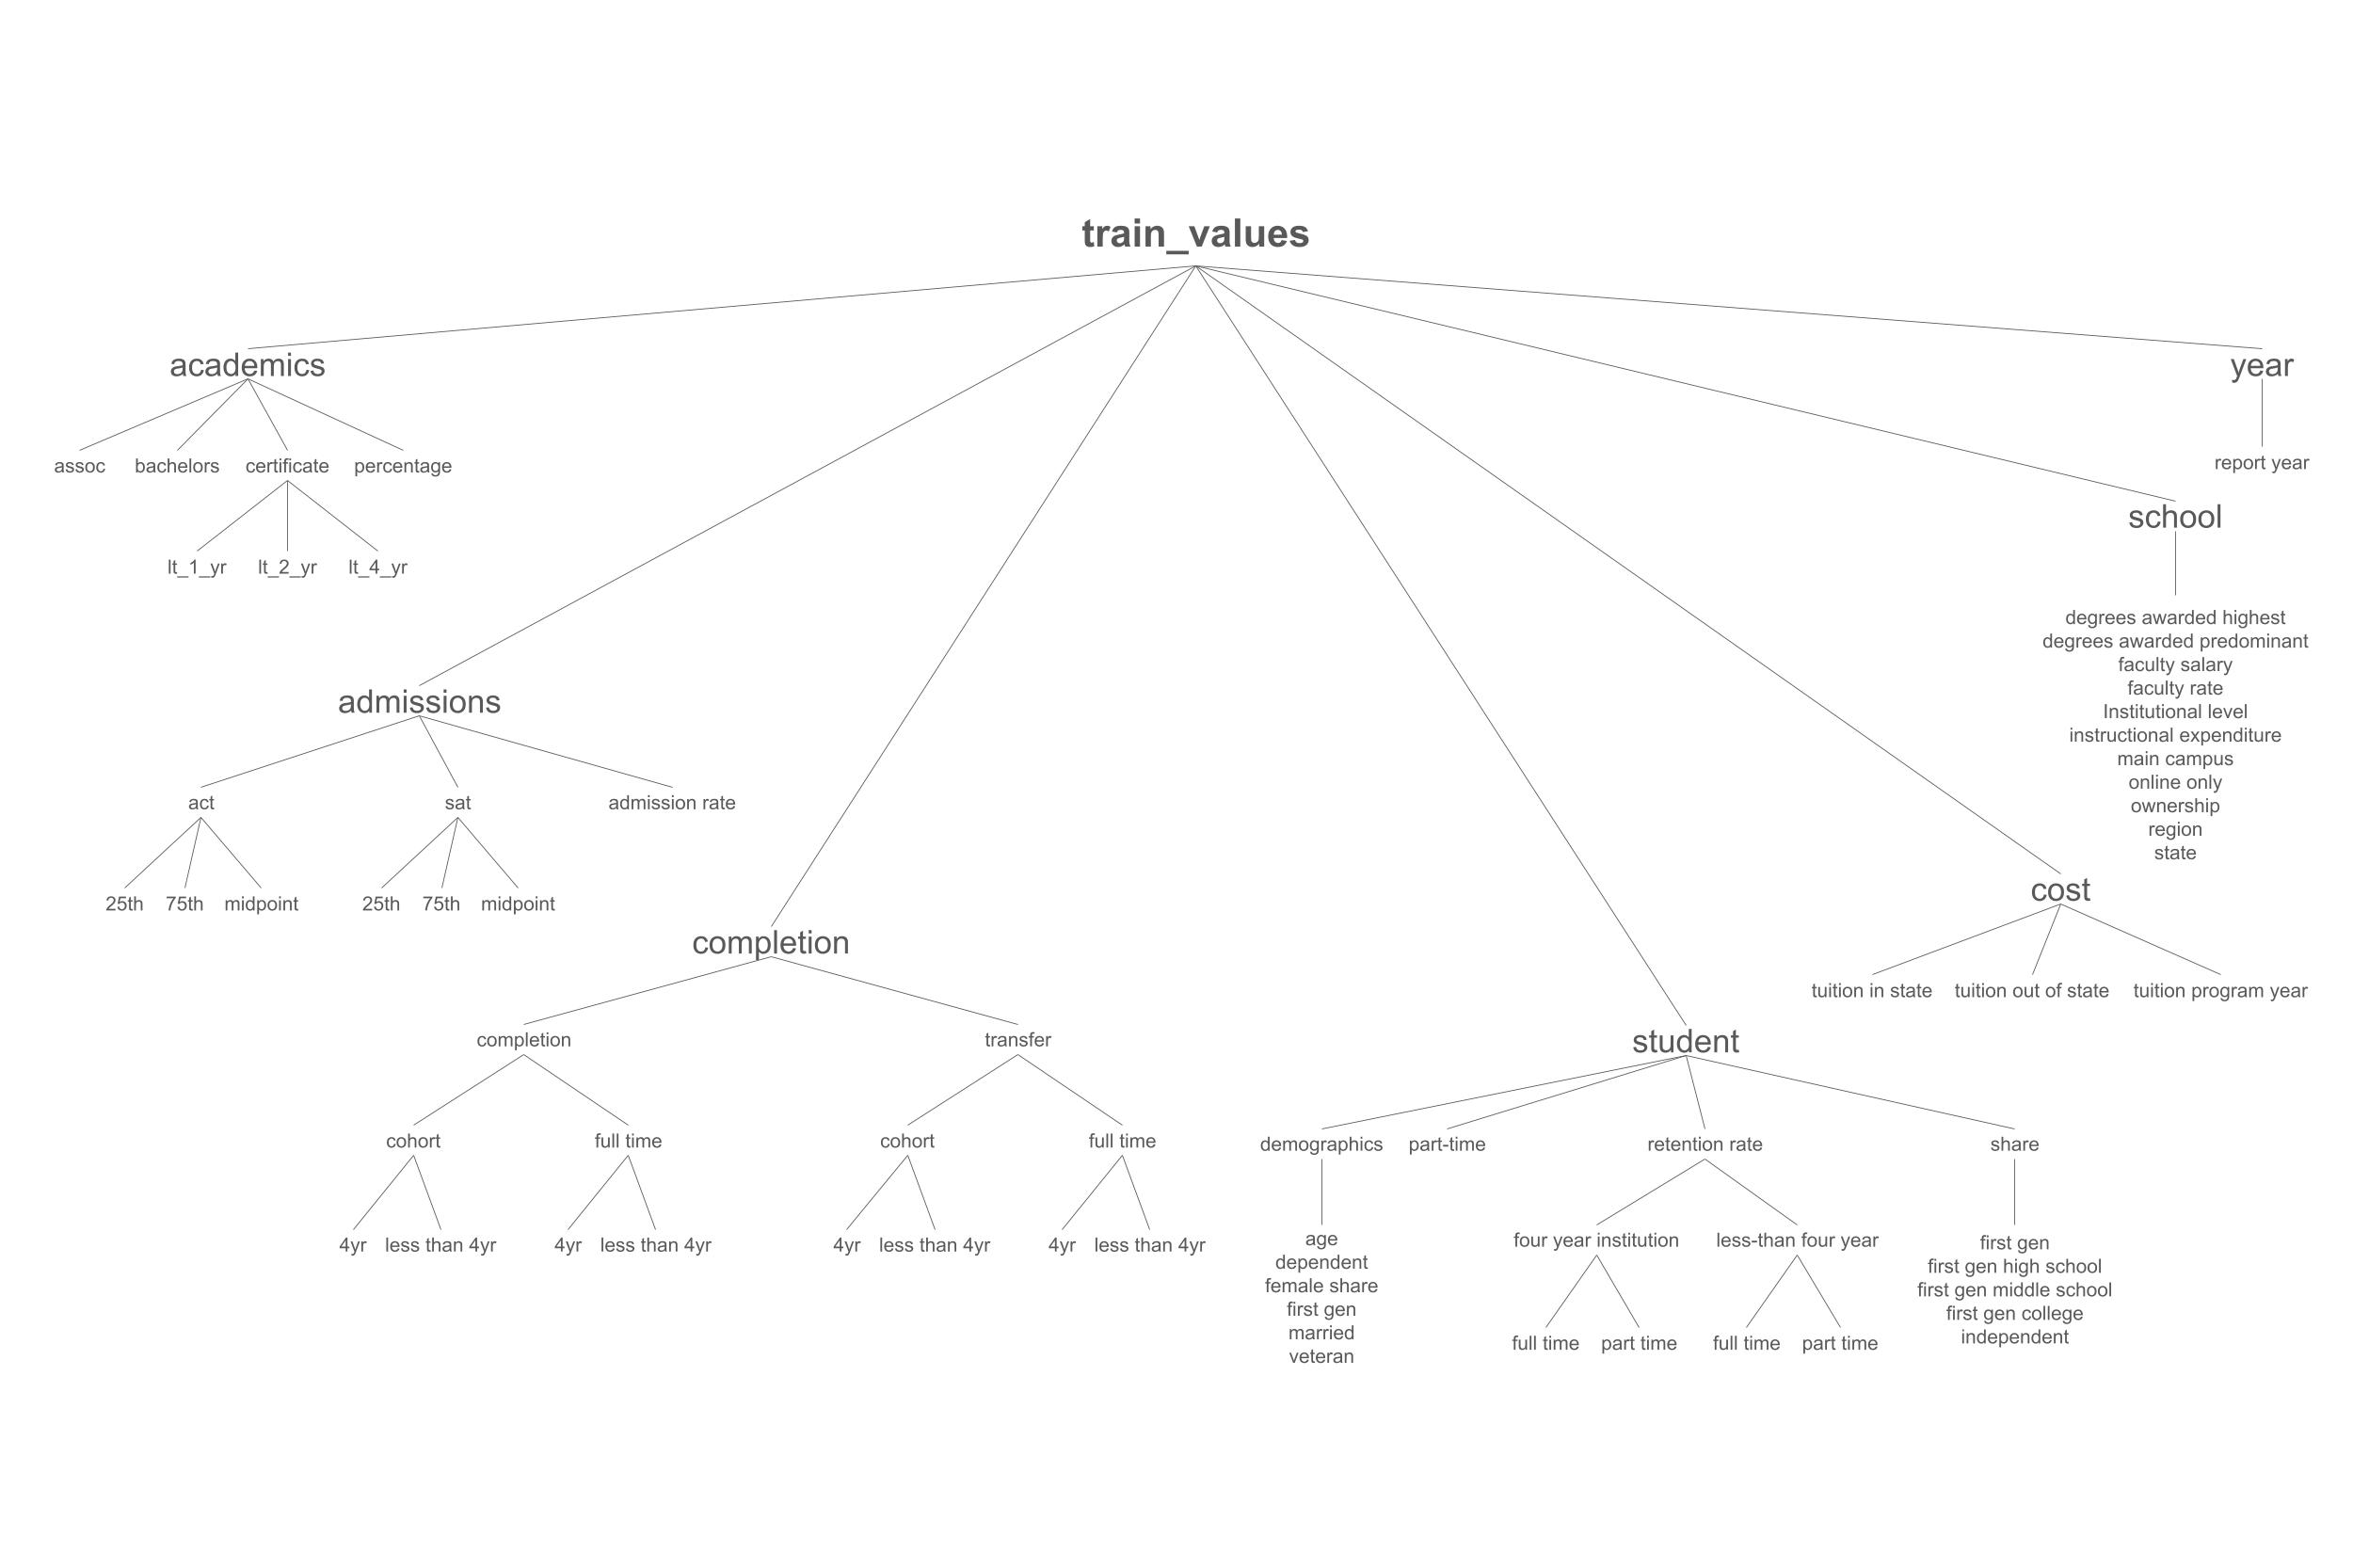 train_values
academics
assoc
bachelors
certificate
percentage
lt_1_yr
lt_2_yr
lt_4_yr
admissions
act
sat
admission rate
25th
75th
midpoint
25th
75th
midpoint
completion
completion
transfer
cohort
full time
cohort
full time
4yr
less than 4yr
4yr
less than 4yr
4yr
less than 4yr
4yr
less than 4yr
student
demographics
part-time
retention rate
share
age
dependent
female share
first gen
married
veteran
four year institution
less-than four year
full time
part time
full time
part time
first gen
first gen high school
first gen middle school
first gen college
independent
cost
tuition in state
tuition out of state
tuition program year
school
degrees awarded highest
degrees awarded predominant
faculty salary
faculty rate
Institutional level
instructional expenditure
main campus
online only
ownership
region
state
year
report year